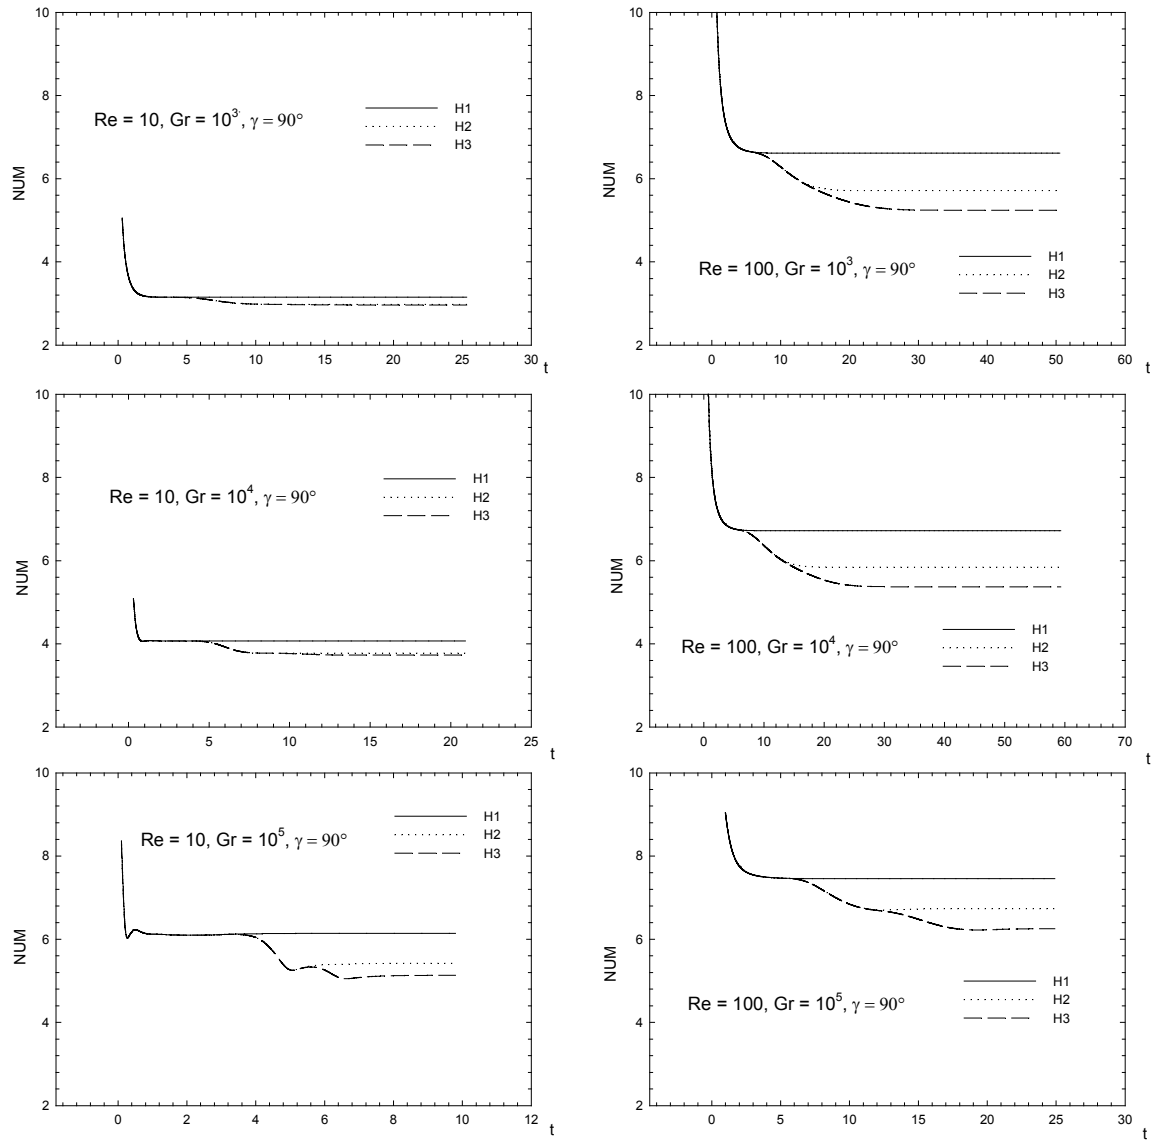 10
8
6
4
2
NUM
Re = 10, Gr = 10³, γ = 90°
H1
H2
H3
0 5 10 15 20 25 30
t
10
8
6
4
2
NUM
Re = 100, Gr = 10³, γ = 90°
H1
H2
H3
0 10 20 30 40 50 60
t
10
8
6
4
2
NUM
Re = 10, Gr = 10⁴, γ = 90°
H1
H2
H3
0 5 10 15 20 25
t
10
8
6
4
2
NUM
Re = 100, Gr = 10⁴, γ = 90°
H1
H2
H3
0 10 20 30 40 50 60 70
t
10
8
6
4
2
NUM
Re = 10, Gr = 10⁵, γ = 90°
H1
H2
H3
0 2 4 6 8 10 12
t
10
8
6
4
2
NUM
Re = 100, Gr = 10⁵, γ = 90°
H1
H2
H3
0 5 10 15 20 25 30
t